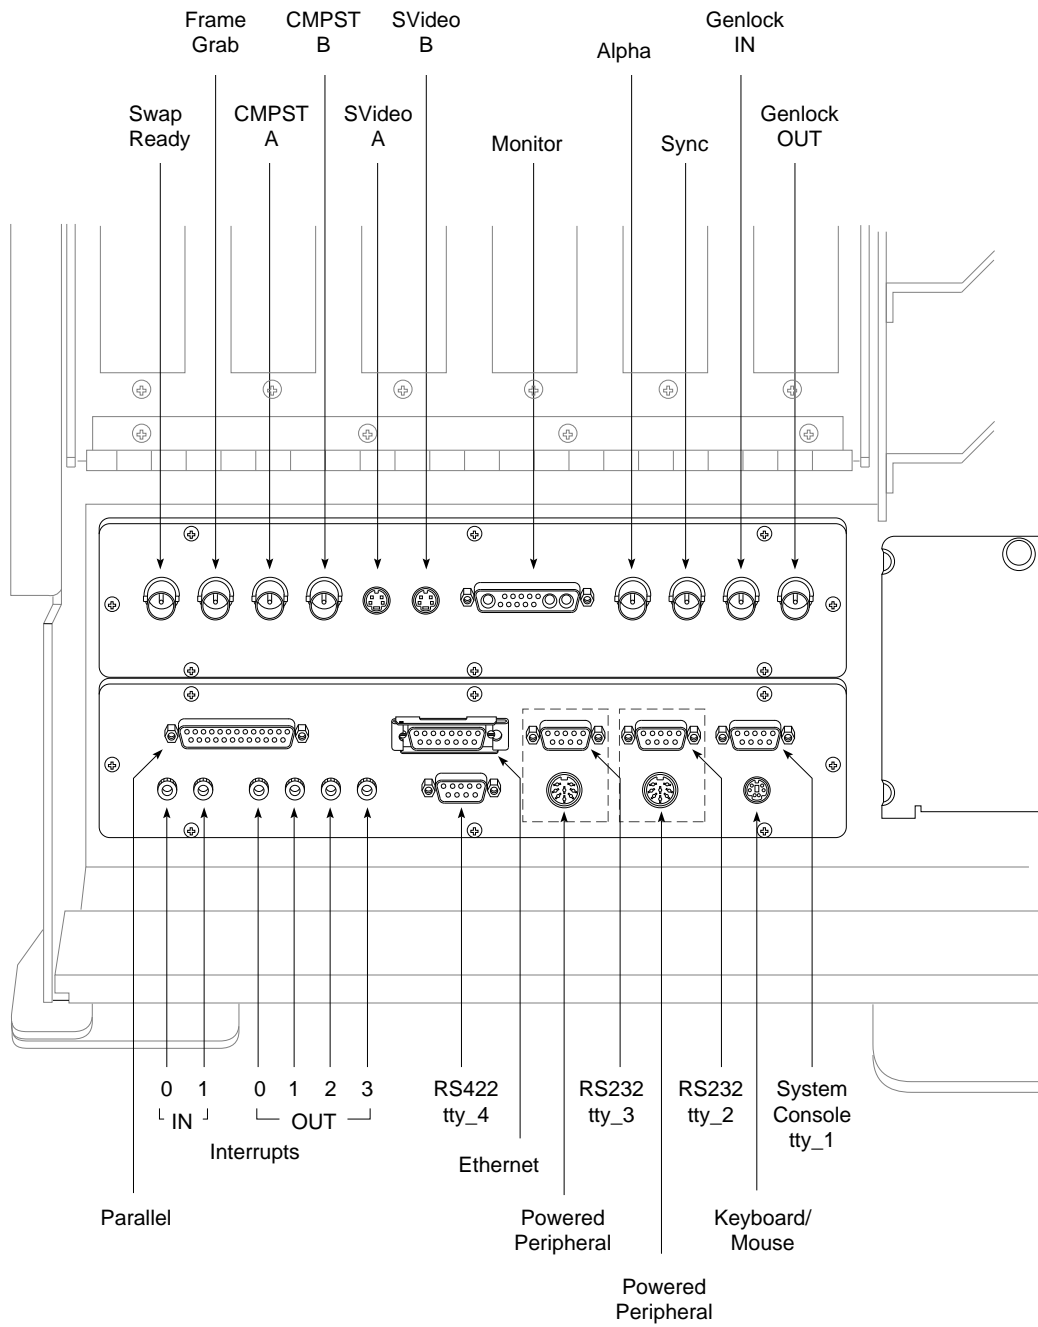 Frame
Grab
CMPST
B
SVideo
B
Genlock
IN
Alpha
Swap
Ready
CMPST
A
SVideo
A
Monitor
Sync
Genlock
OUT
0 1 0 1 2 3
IN OUT
Interrupts
RS422
tty_4
RS232
tty_3
RS232
tty_2
System
Console
tty_1
Ethernet
Parallel
Powered
Peripheral
Keyboard/
Mouse
Powered
Peripheral